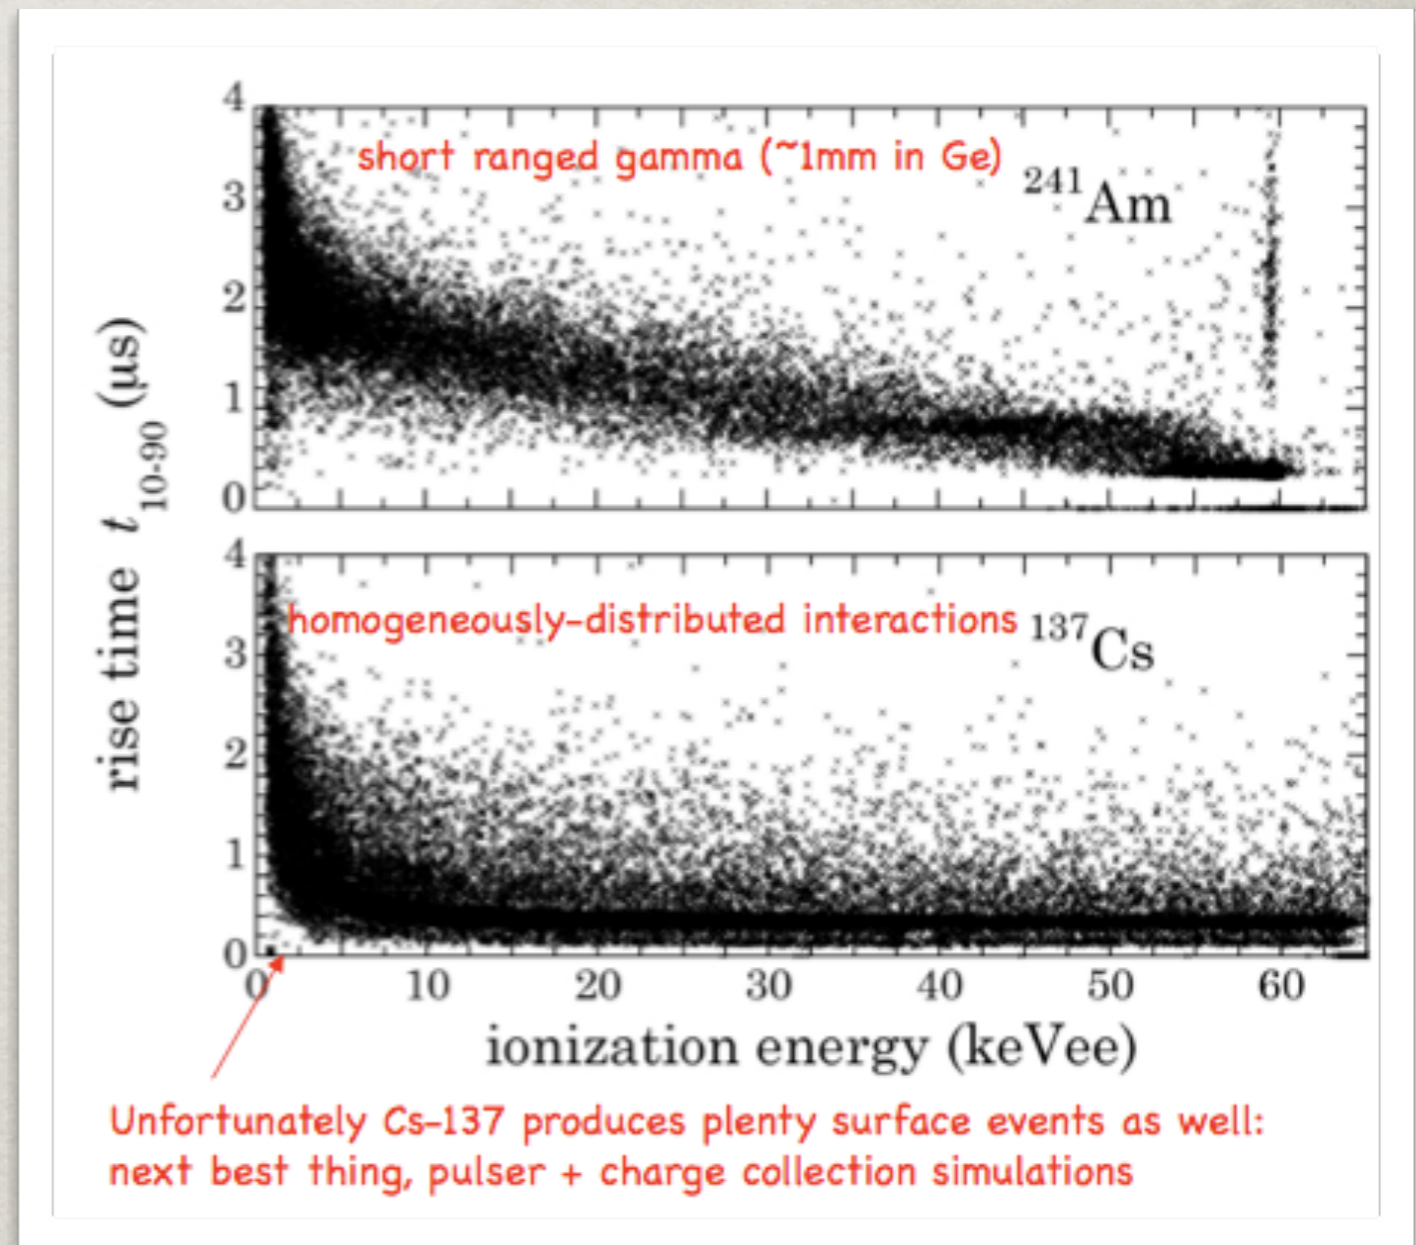 4
short ranged gamma (~1mm in Ge)
241Am
3
2
1
0
rise time t10-90 (μs)
4
homogeneously-distributed interactions
137Cs
3
2
1
0
0 10 20 30 40 50 60
ionization energy (keVee)
Unfortunately Cs-137 produces plenty surface events as well:
next best thing, pulser + charge collection simulations